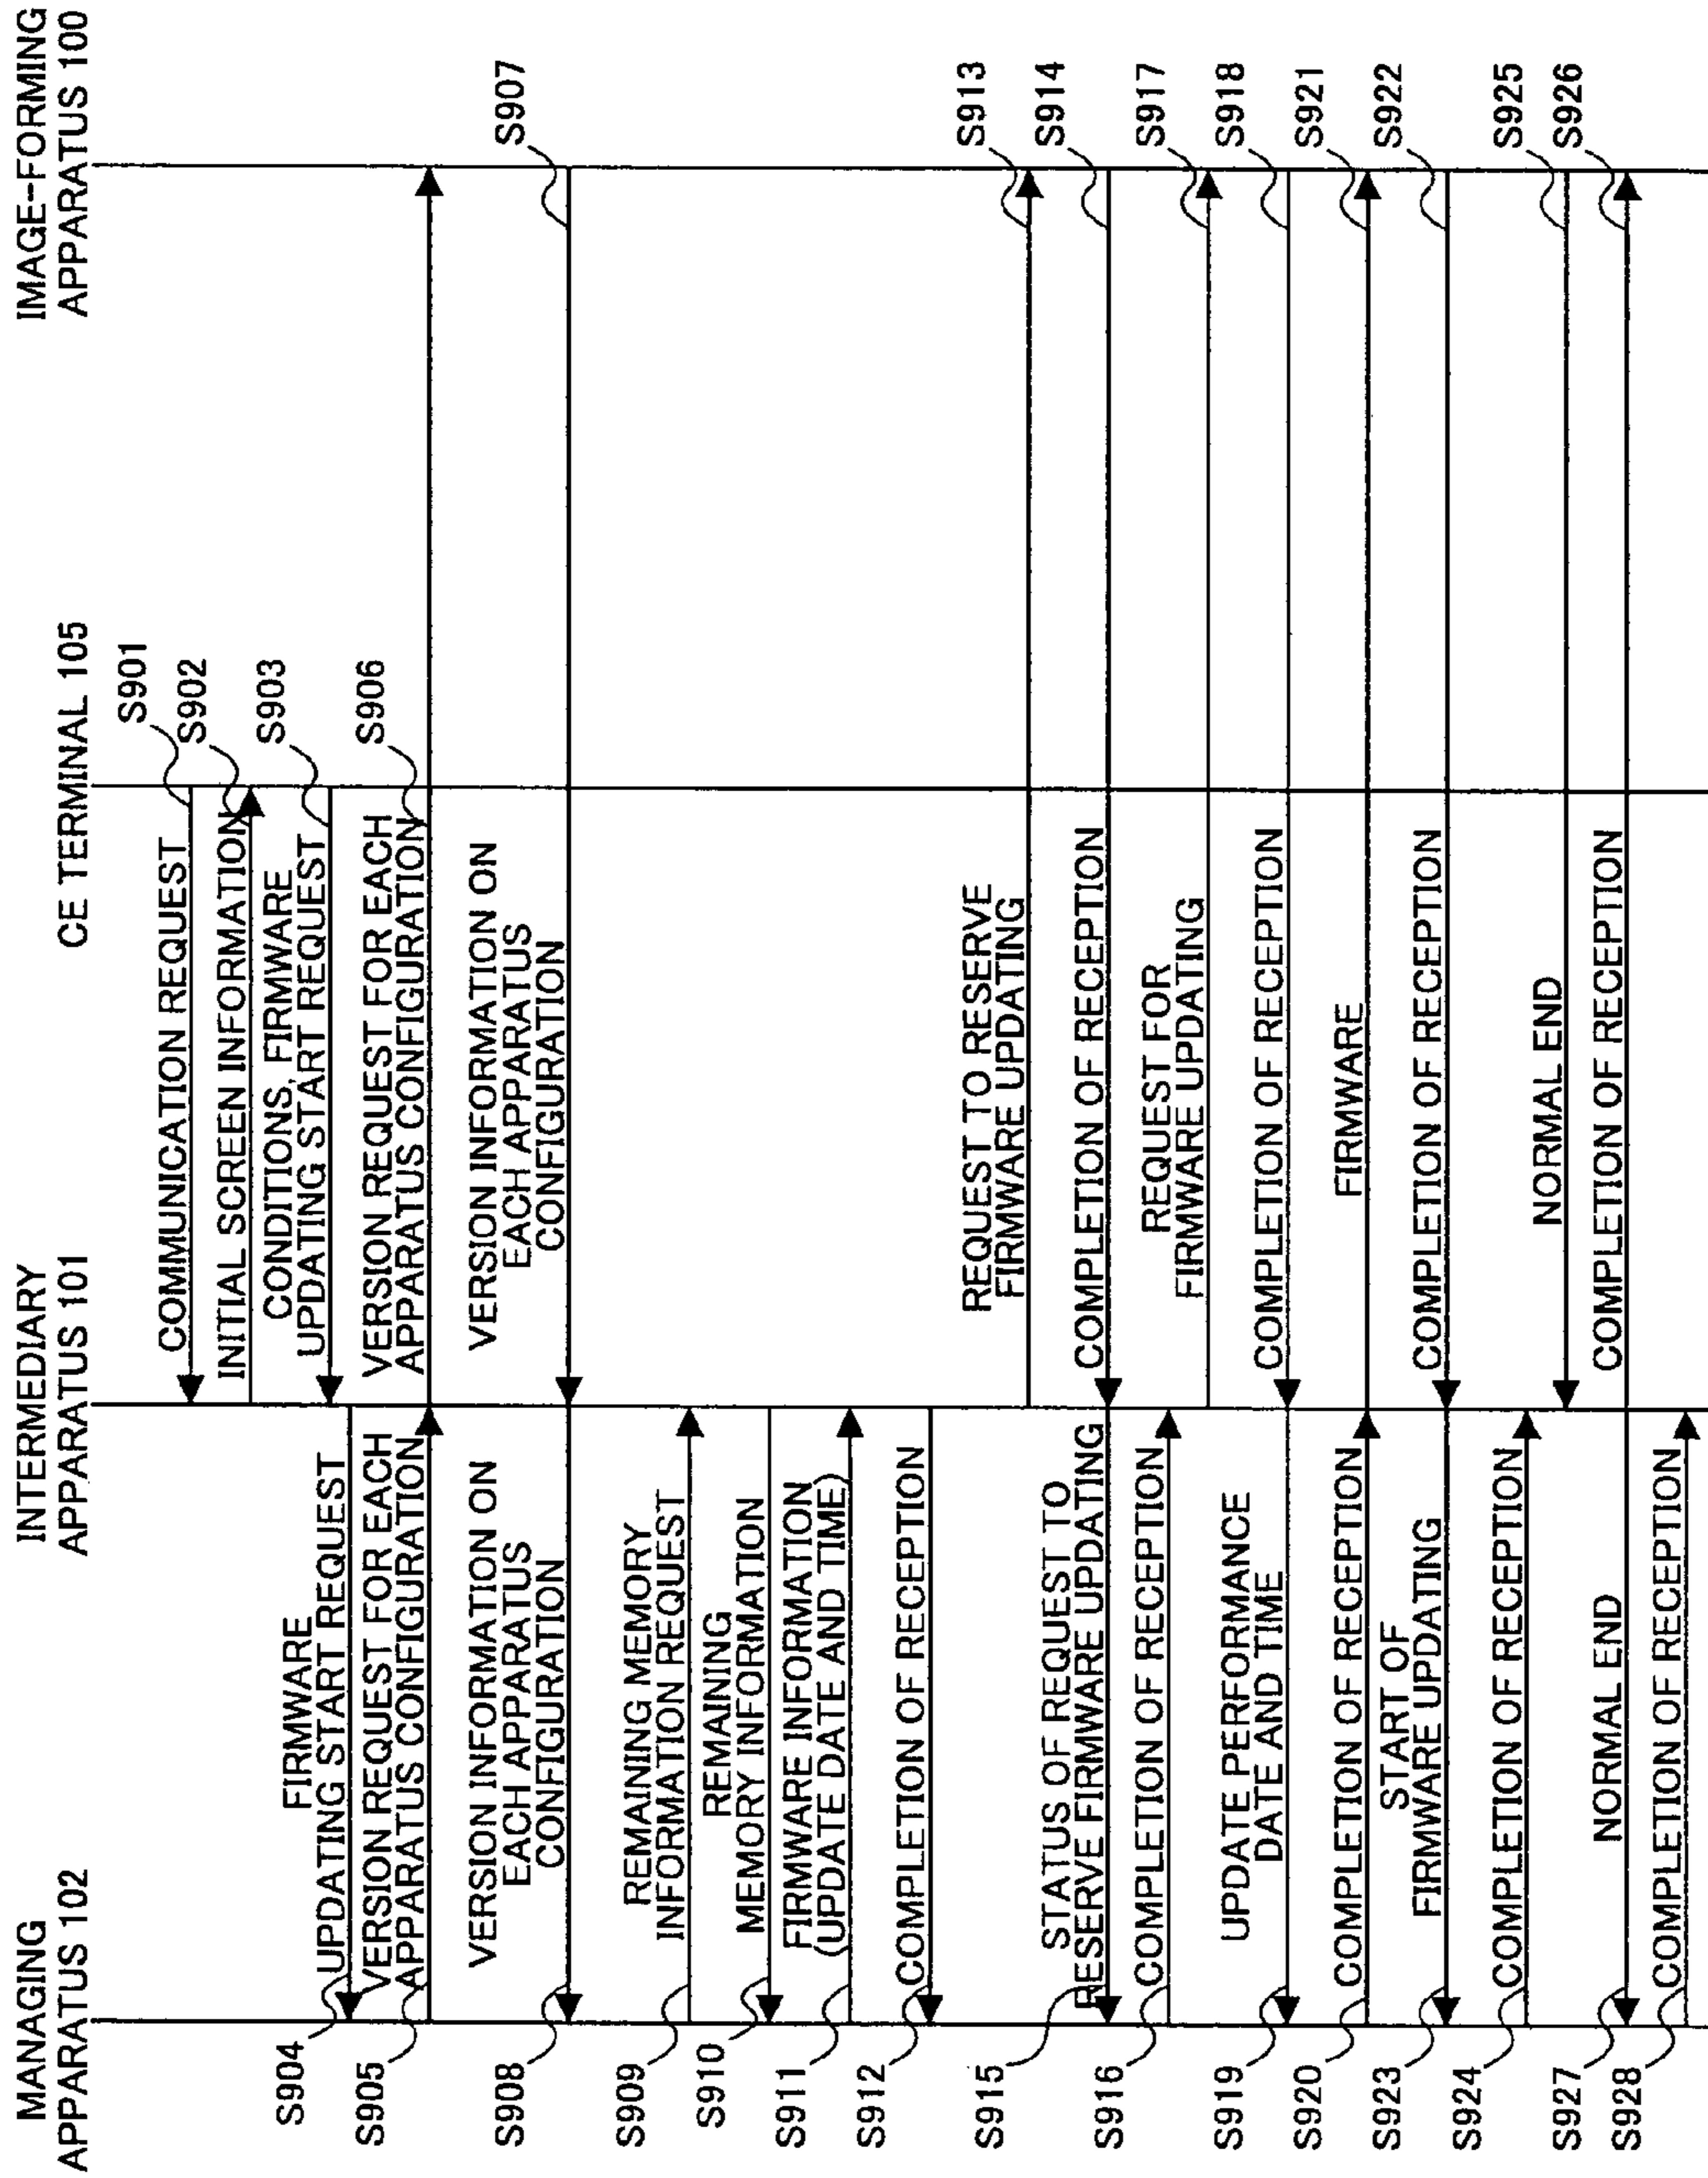 MANAGING
APPARATUS 102
INTERMEDIARY
APPARATUS 101
CE TERMINAL 105
IMAGE-FORMING
APPARATUS 100
COMMUNICATION REQUEST
S901
INITIAL SCREEN INFORMATION
S902
CONDITIONS, FIRMWARE
UPDATING START REQUEST
S903
S904
FIRMWARE
UPDATING START REQUEST
S905
VERSION REQUEST FOR EACH
APPARATUS CONFIGURATION
VERSION REQUEST FOR EACH
APPARATUS CONFIGURATION
S906
VERSION INFORMATION ON
EACH APPARATUS
CONFIGURATION
S907
S908
VERSION INFORMATION ON
EACH APPARATUS
CONFIGURATION
S909
REMAINING MEMORY
INFORMATION REQUEST
S910
REMAINING
MEMORY INFORMATION
S911
FIRMWARE INFORMATION
(UPDATE DATE AND TIME)
S912
COMPLETION OF RECEPTION
REQUEST TO RESERVE
FIRMWARE UPDATING
S913
COMPLETION OF RECEPTION
S914
S915
STATUS OF REQUEST TO
RESERVE FIRMWARE UPDATING
S916
COMPLETION OF RECEPTION
REQUEST FOR
FIRMWARE UPDATING
S917
COMPLETION OF RECEPTION
S918
S919
UPDATE PERFORMANCE
DATE AND TIME
S920
COMPLETION OF RECEPTION
FIRMWARE
S921
COMPLETION OF RECEPTION
S922
S923
START OF
FIRMWARE UPDATING
S924
COMPLETION OF RECEPTION
NORMAL END
S925
COMPLETION OF RECEPTION
S926
S927
NORMAL END
S928
COMPLETION OF RECEPTION